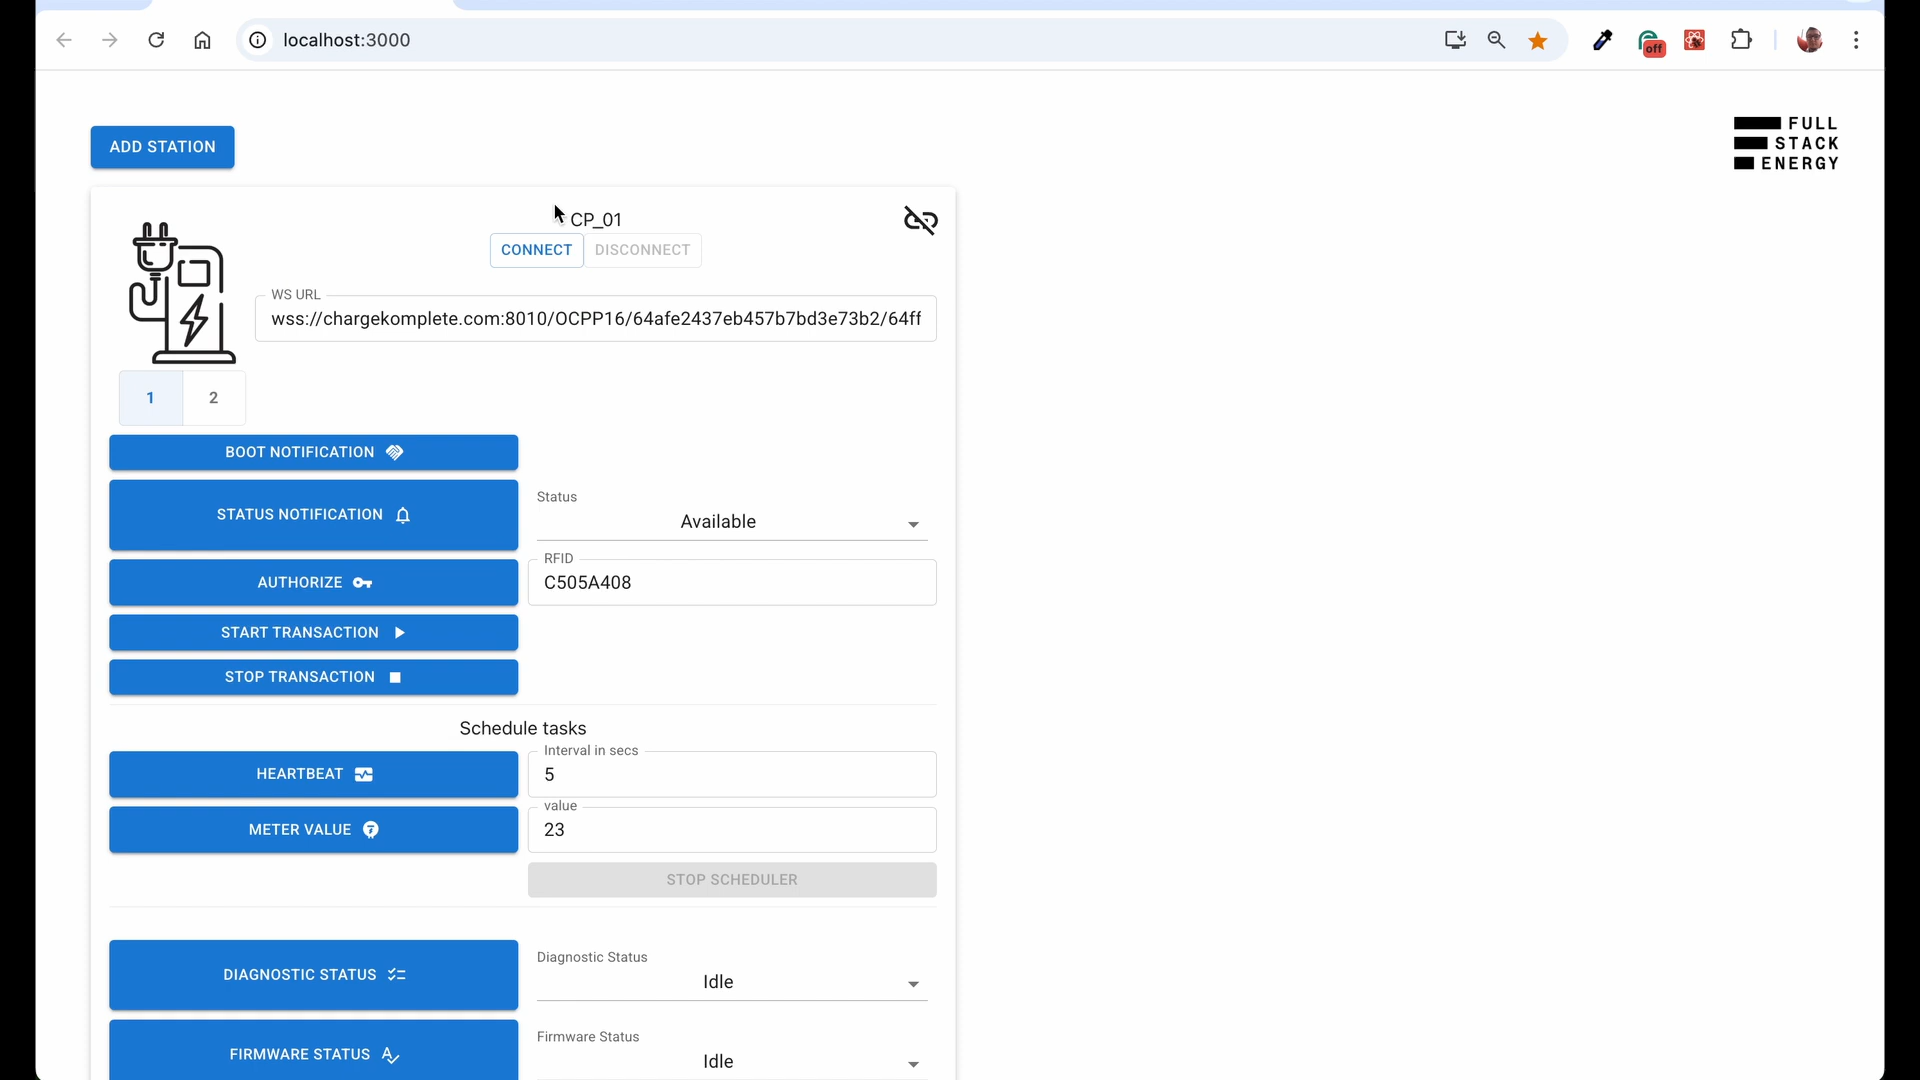 localhost:3000
off
ADD STATION
FULL
STACK
ENERGY
CP_01
CONNECT DISCONNECT
WS URL
wss://chargekomplete.com:8010/OCPP16/64afe2437eb457b7bd3e73b2/64ff
1 2
BOOT NOTIFICATION
STATUS NOTIFICATION
Status
Available
AUTHORIZE
RFID
C505A408
START TRANSACTION
STOP TRANSACTION
Schedule tasks
HEARTBEAT
Interval in secs
5
METER VALUE
value
23
STOP SCHEDULER
DIAGNOSTIC STATUS
Diagnostic Status
Idle
FIRMWARE STATUS
Firmware Status
Idle